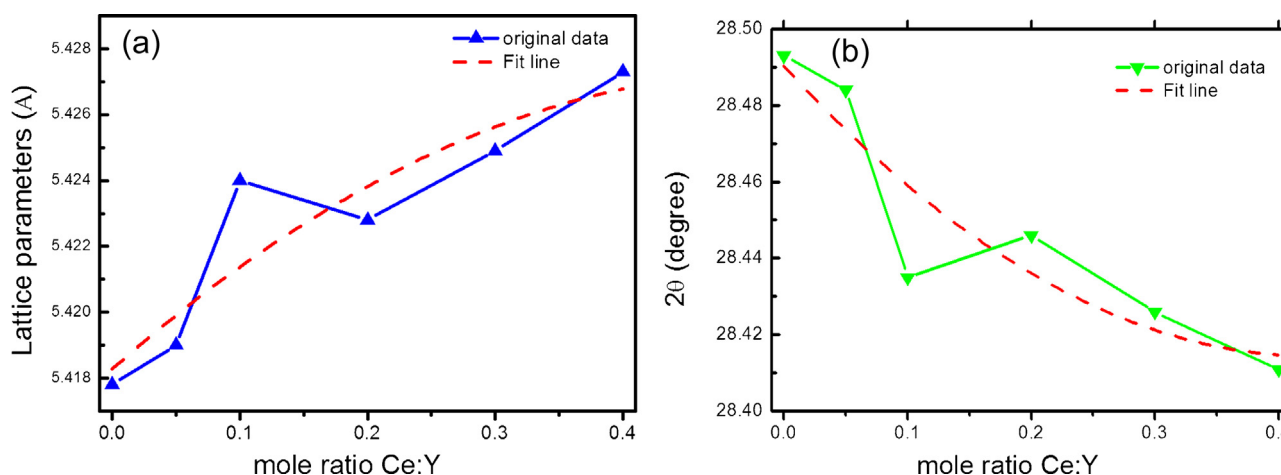 (a)
original data
Fit line
5.428
5.426
5.424
5.422
5.420
5.418
Lattice parameters (A)
0.0 0.1 0.2 0.3 0.4
mole ratio Ce:Y
(b)
original data
Fit line
28.50
28.48
28.46
28.44
28.42
28.40
2θ (degree)
0.0 0.1 0.2 0.3
mole ratio Ce:Y